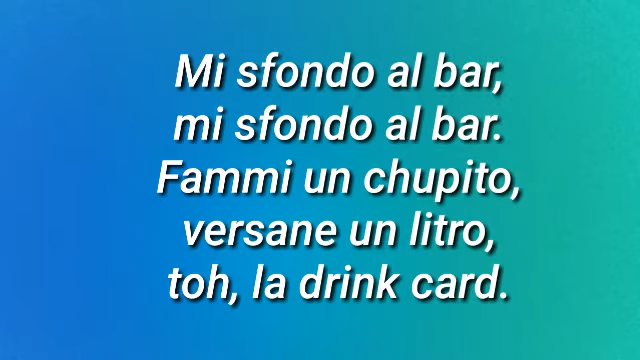 Mi sfondo al bar,
mi sfondo al bar.
Fammi un chupito,
versane un litro,
toh, la drink card.